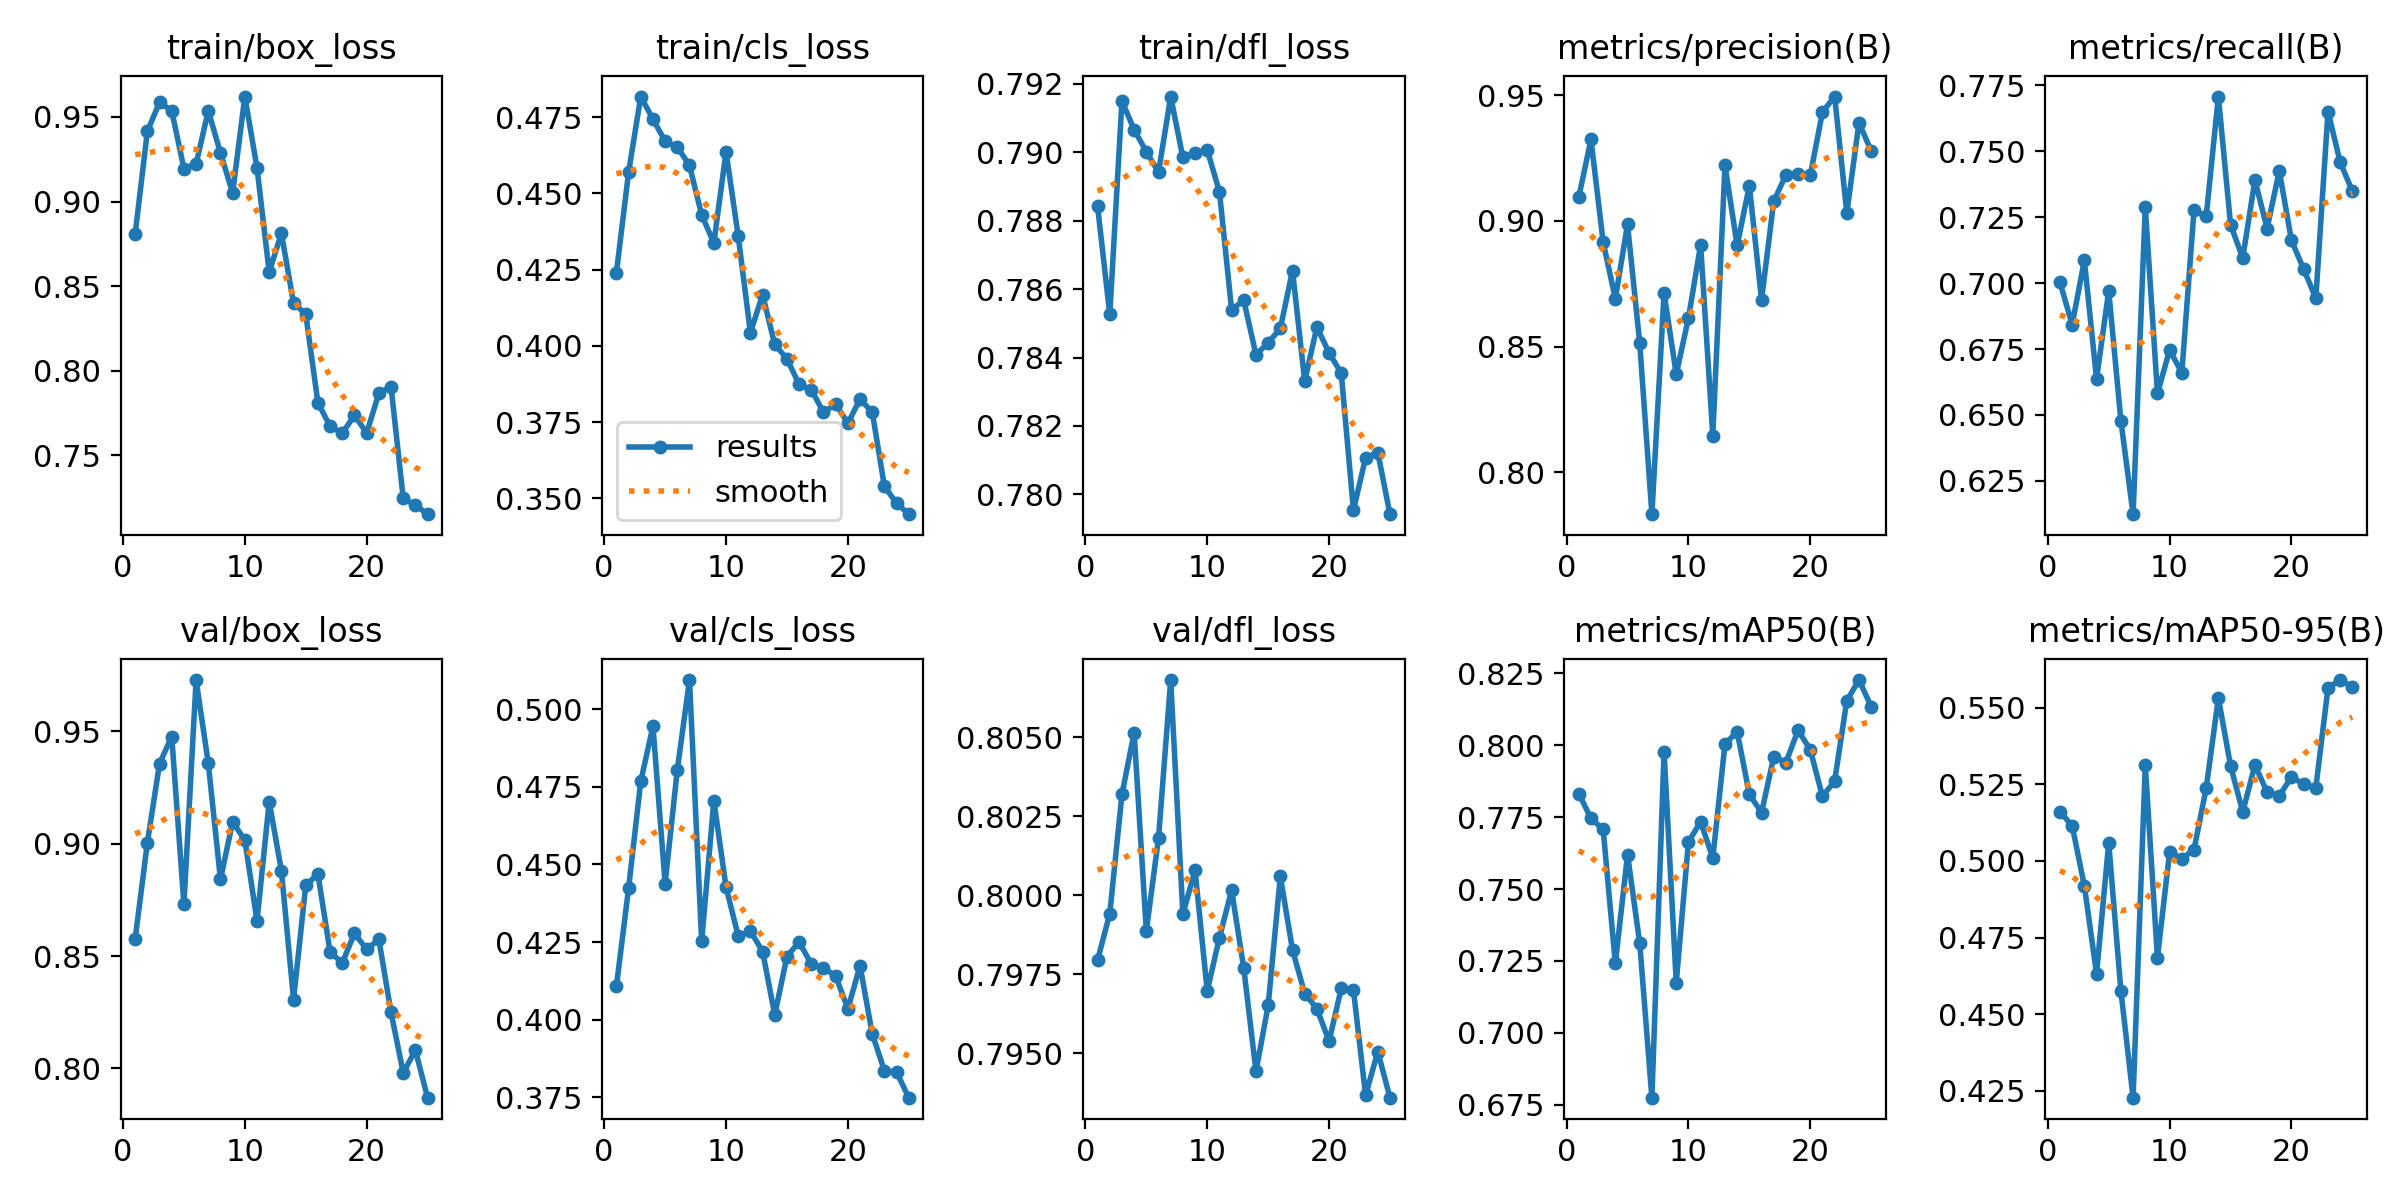 train/box_loss
0.95
0.90
0.85
0.80
0.75
0 10 20
train/cls_loss
0.475
0.450
0.425
0.400
0.375
0.350
results
smooth
0 10 20
train/dfl_loss
0.792
0.790
0.788
0.786
0.784
0.782
0.780
0 10 20
metrics/precision(B)
0.95
0.90
0.85
0.80
0 10 20
metrics/recall(B)
0.775
0.750
0.725
0.700
0.675
0.650
0.625
0 10 20
val/box_loss
0.95
0.90
0.85
0.80
0 10 20
val/cls_loss
0.500
0.475
0.450
0.425
0.400
0.375
0 10 20
val/dfl_loss
0.8050
0.8025
0.8000
0.7975
0.7950
0 10 20
metrics/mAP50(B)
0.825
0.800
0.775
0.750
0.725
0.700
0.675
0 10 20
metrics/mAP50-95(B)
0.550
0.525
0.500
0.475
0.450
0.425
0 10 20